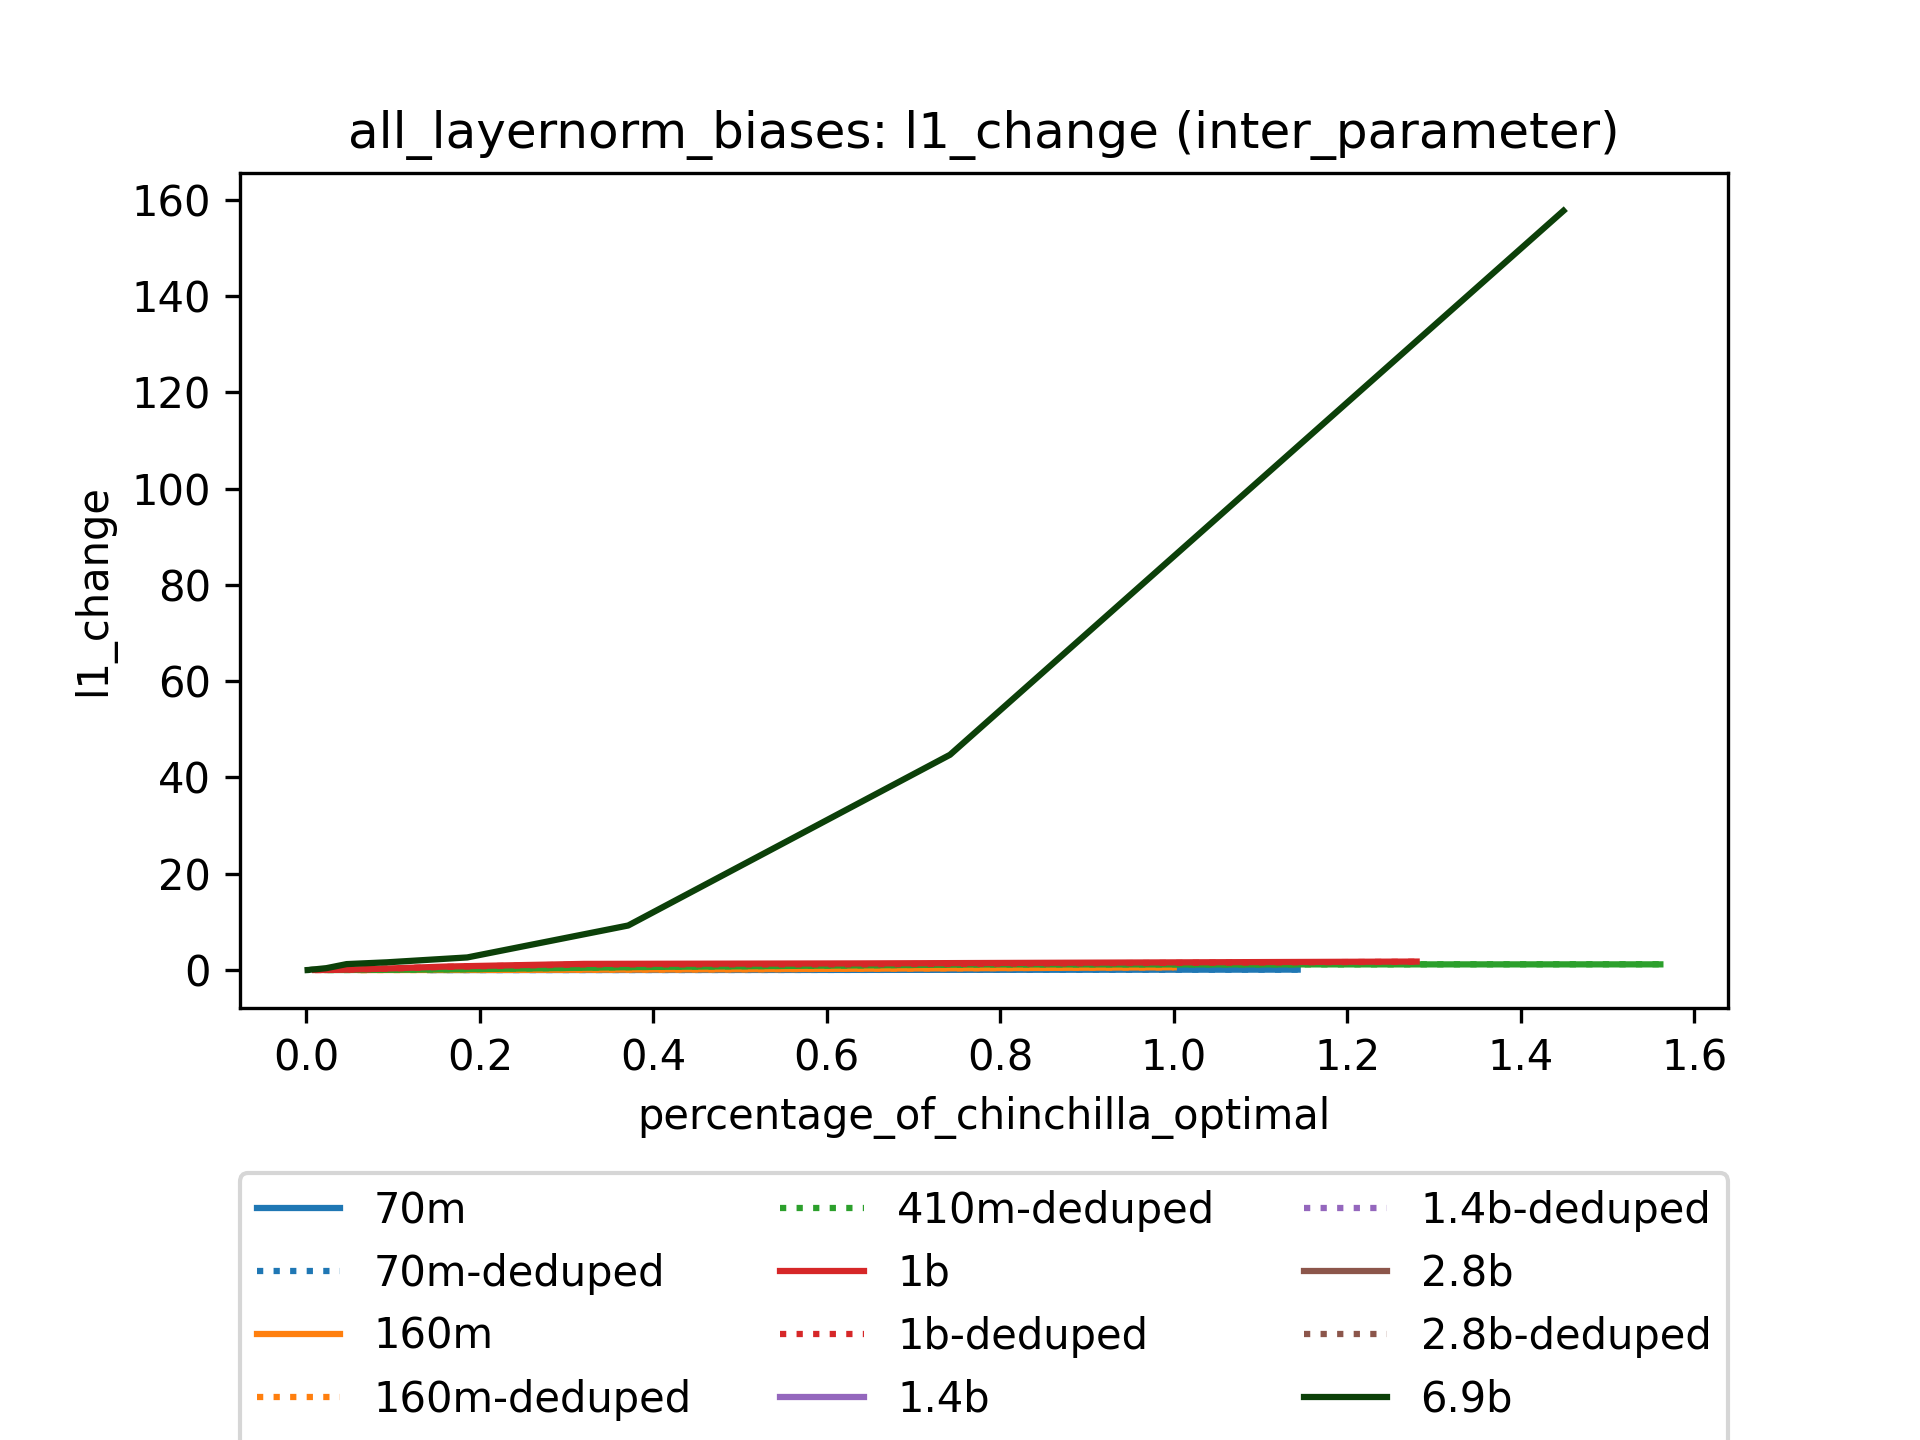 all_layernorm_biases: l1_change (inter_parameter)
160
140
120
100
80
60
40
20
0
l1_change
0.0 0.2 0.4 0.6 0.8 1.0 1.2 1.4 1.6
percentage_of_chinchilla_optimal
70m
70m-deduped
160m
160m-deduped
410m-deduped
1b
1b-deduped
1.4b
1.4b-deduped
2.8b
2.8b-deduped
6.9b